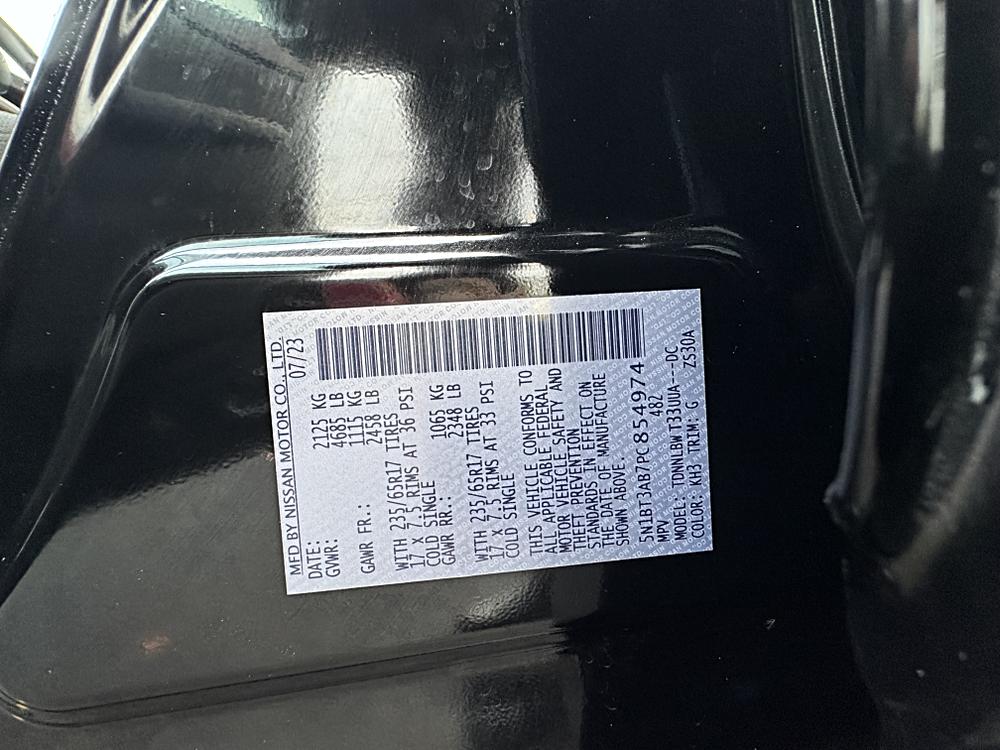 MFD BY NISSAN MOTOR CO., LTD.
DATE: 07/23
GVWR: 2125 KG
4685 LB
GAWR FR.: 1115 KG
2458 LB
WITH 235/65R17 TIRES
17 x 7.5 RIMS AT 36 PSI
COLD SINGLE
GAWR RR.: 1065 KG
2348 LB
WITH 235/65R17 TIRES
17 x 7.5 RIMS AT 33 PSI
COLD SINGLE
THIS VEHICLE CONFORMS TO
ALL APPLICABLE FEDERAL
MOTOR VEHICLE SAFETY AND
THEFT PREVENTION
STANDARDS IN EFFECT ON
THE DATE OF MANUFACTURE
SHOWN ABOVE.
5N1BT3AB7PC854974
MPV 482
MODEL: TDNNLBW T33UUA---DC
COLOR: KH3 TRIM: G ZS30A